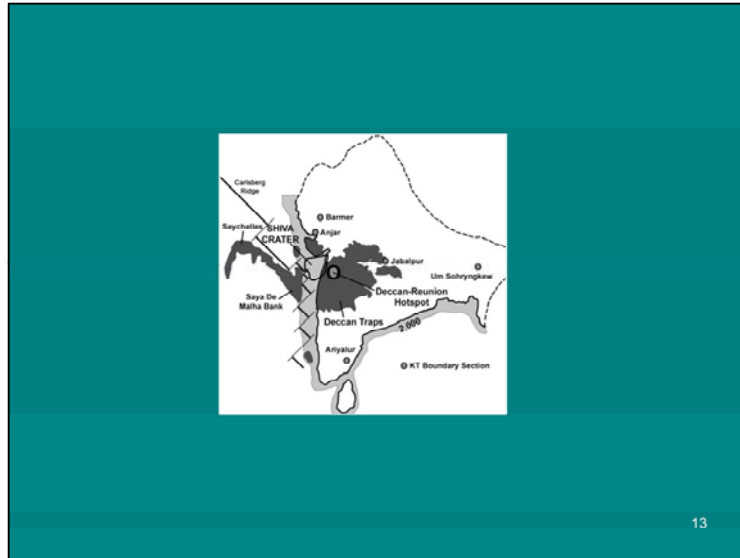 Carlsberg
Ridge
Barmer
Seychelles
SHIVA
CRATER
Anjar
Jabalpur
Um Sohryngkew
Deccan-Reunion
Hotspot
Saya De
Malha Bank
Deccan Traps
2,000
Ariyalur
KT Boundary Section
13